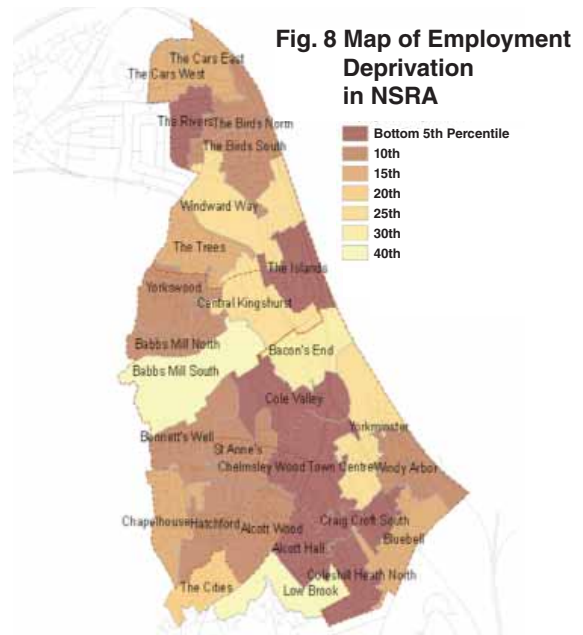 Fig. 8 Map of Employment
Deprivation
in NSRA
Bottom 5th Percentile
10th
15th
20th
25th
30th
40th
The Cars East
The Cars West
The Rivers
The Birds North
The Birds South
Windward Way
The Trees
The Islands
Yorkswood
Central Kingshurst
Babbs Mill North
Bacon's End
Babbs Mill South
Cole Valley
Yorkminster
Bennett's Well
St Anne's
Chelmsley Wood Town Centre
Windy Arbor
Chapelhouse
Hatchford
Alcott Wood
Craig Croft South
Bluebell
Alcott Hall
Coleshill Heath North
The Cities
Low Brook